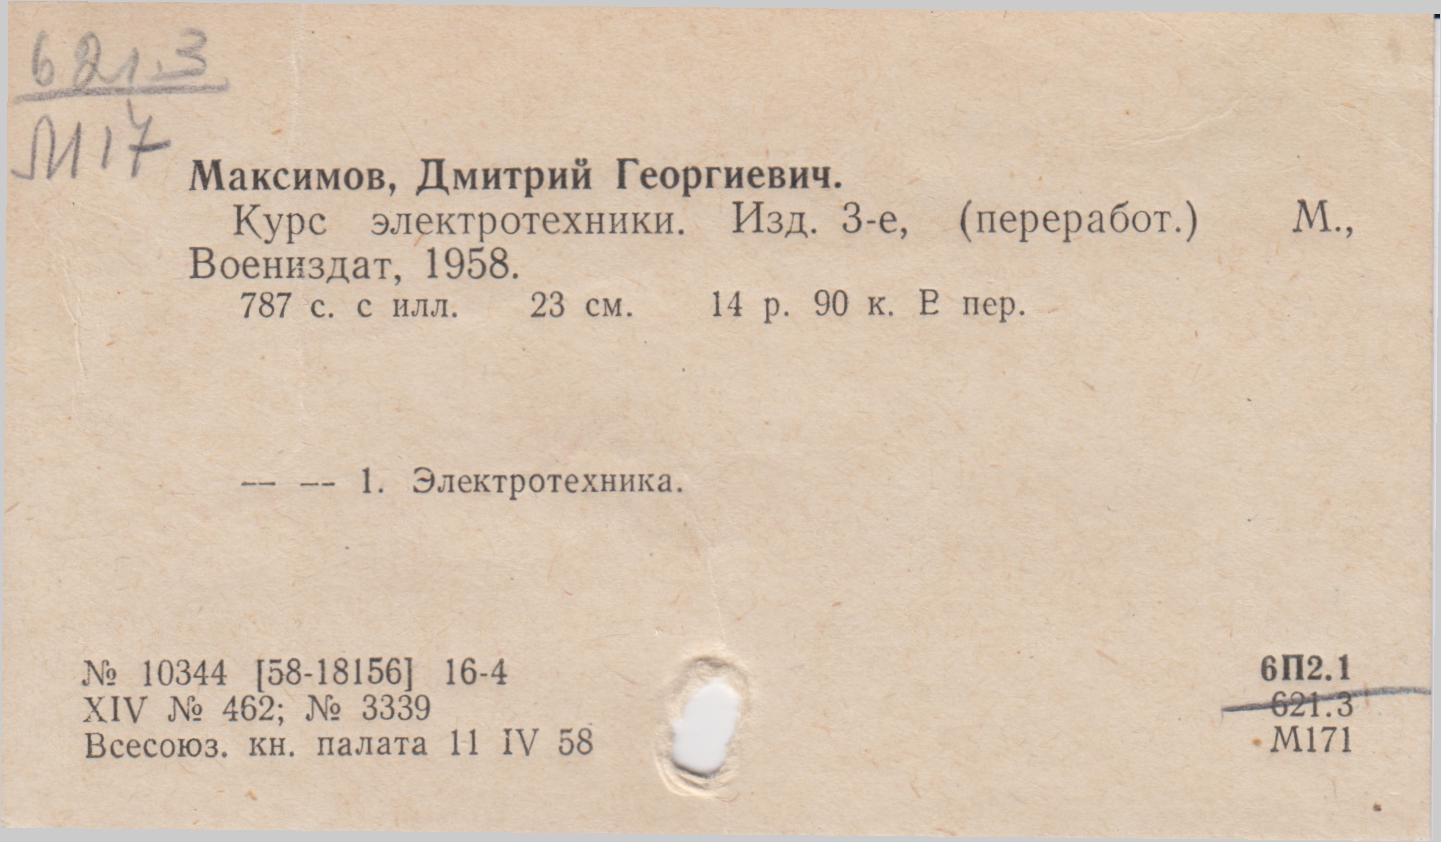 621.3
М17
Максимов, Дмитрий Георгиевич.
Курс электротехники. Изд. 3-е, (переработ.) М.,
Воениздат, 1958.
787 с. с илл. 23 см. 14 р. 90 к. В пер.
— — 1. Электротехника.
№ 10344 [58-18156] 16-4
XIV № 462; № 3339
Всесоюз. кн. палата 11 IV 58
6П2.1
621.3
М171